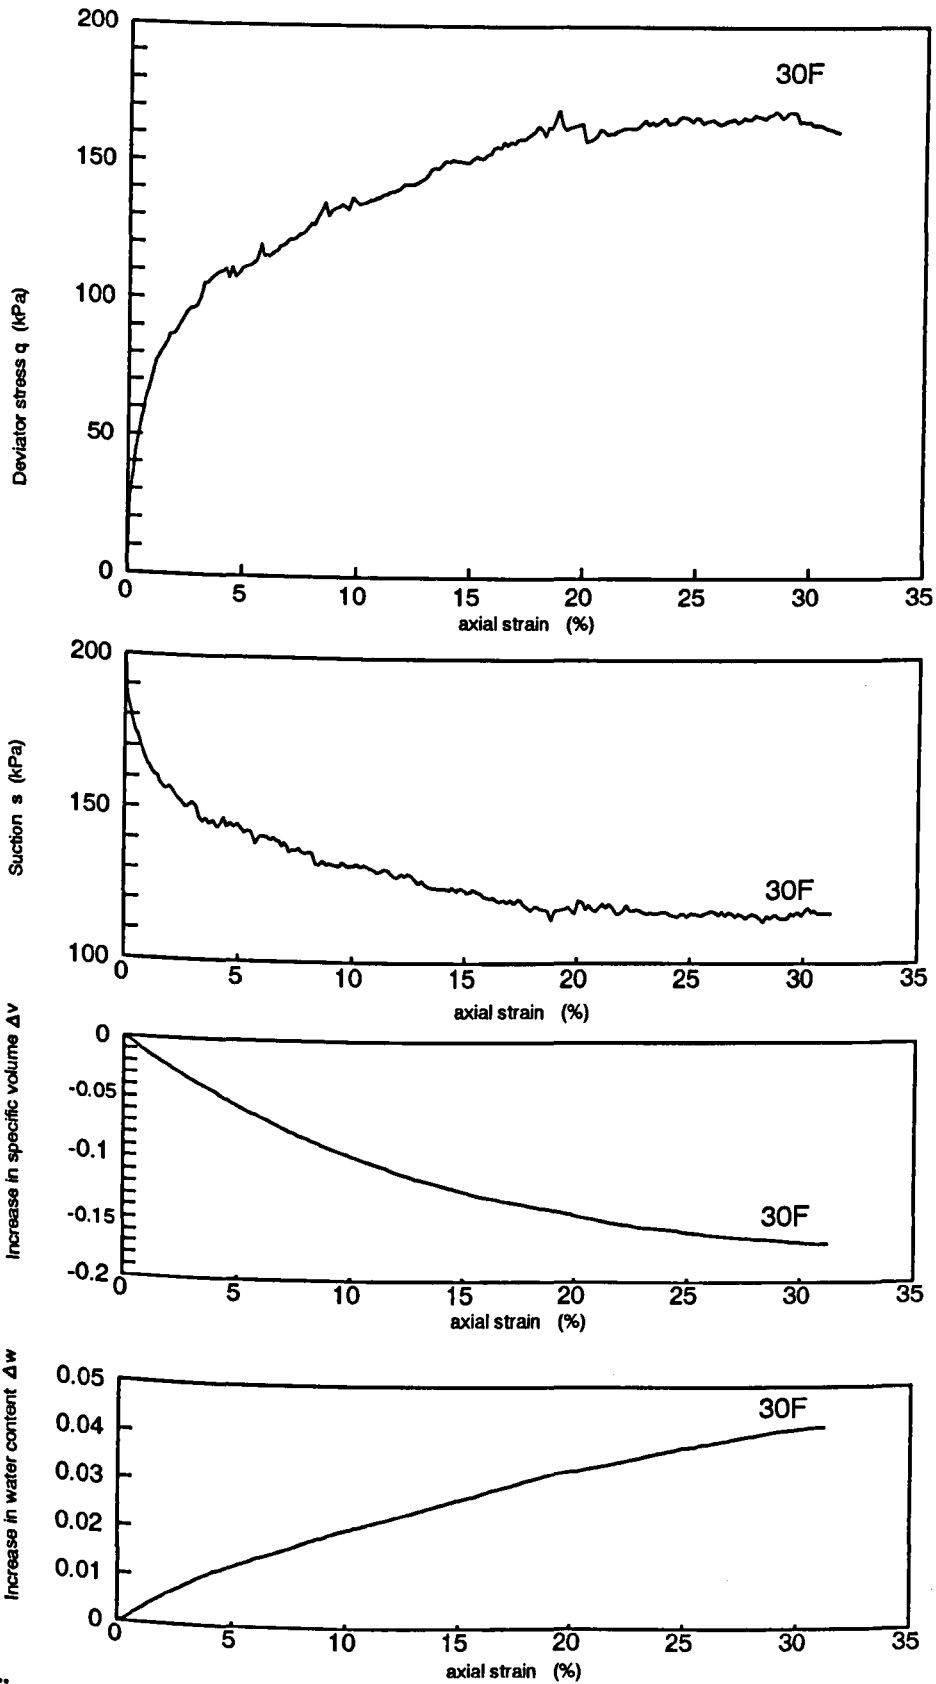 200
30F
150
100
50
0
Deviator stress q (kPa)
0 5 10 15 20 25 30 35
axial strain (%)
200
150
100
Suction s (kPa)
30F
0 5 10 15 20 25 30 35
axial strain (%)
0
-0.05
-0.1
-0.15
-0.2
Increase in specific volume Δv
30F
0 5 10 15 20 25 30 35
axial strain (%)
0.05
0.04
0.03
0.02
0.01
0
Increase in water content Δw
30F
0 5 10 15 20 25 30 35
axial strain (%)